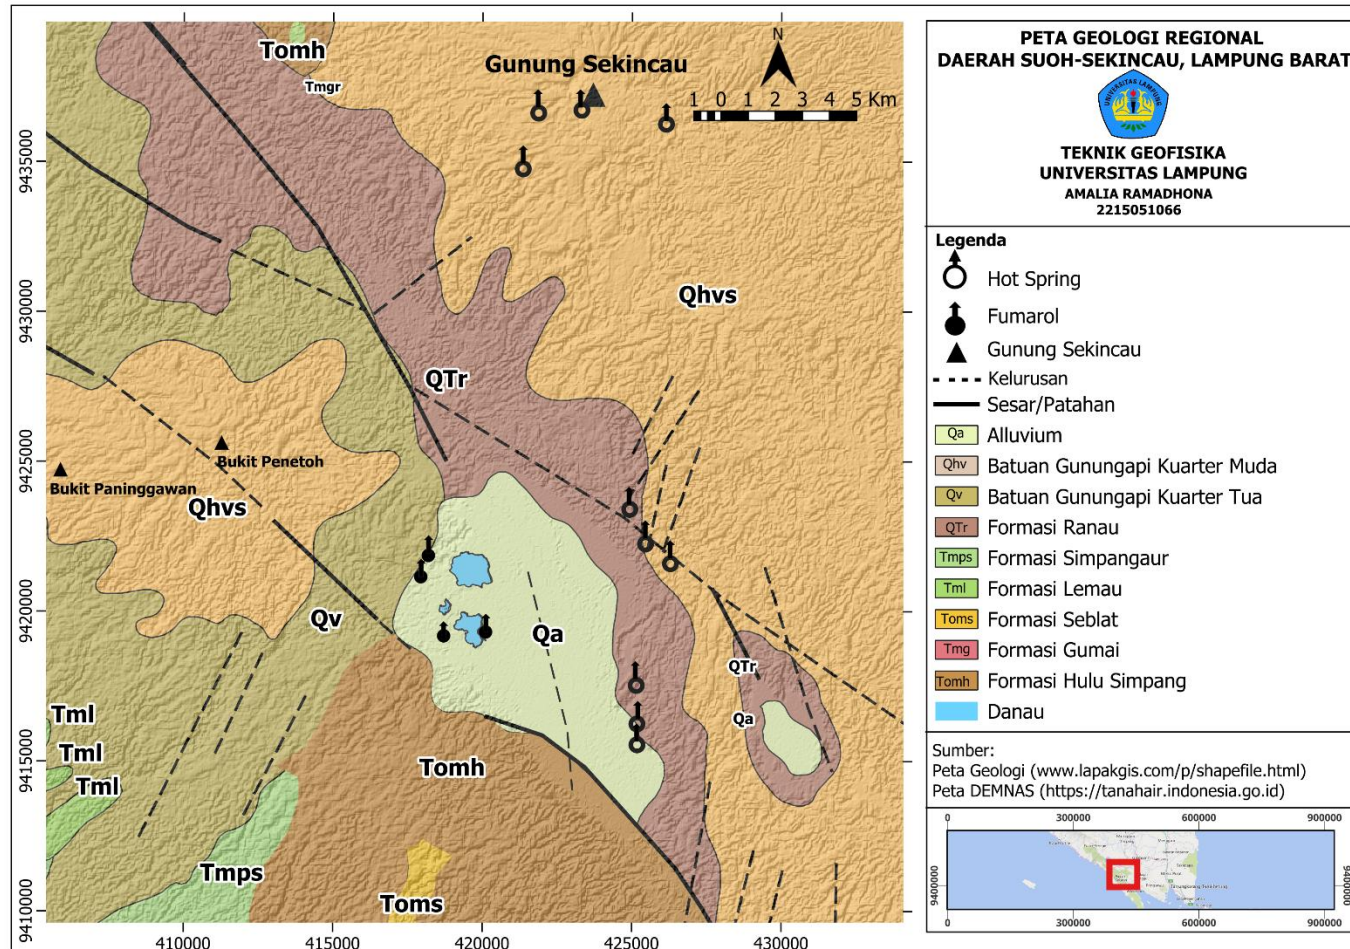 PETA GEOLOGI REGIONAL
DAERAH SUOH-SEKINCAU, LAMPUNG BARAT
UNIVERSITAS LAMPUNG
TEKNIK GEOFISIKA
UNIVERSITAS LAMPUNG
AMALIA RAMADHONA
2215051066
Legenda
Hot Spring
Fumarol
Gunung Sekincau
Kelurusan
Sesar/Patahan
Qa Alluvium
Qhv Batuan Gunungapi Kuarter Muda
Qv Batuan Gunungapi Kuarter Tua
QTr Formasi Ranau
Tmps Formasi Simpangaur
Tml Formasi Lemau
Toms Formasi Seblat
Tmg Formasi Gumai
Tomh Formasi Hulu Simpang
Danau
Sumber:
Peta Geologi (www.lapakgis.com/p/shapefile.html)
Peta DEMNAS (https://tanahair.indonesia.go.id)
0 300000 600000 900000
9400000 9400000
0 300000 600000 900000
Tomh
Tmgr
Gunung Sekincau
N
1 0 1 2 3 4 5 Km
Qhvs
QTr
Bukit Penetoh
Bukit Paninggawan
Qhvs
Qv
Qa
QTr
Qa
Tml
Tml
Tml
Tomh
Tmps
Toms
9435000
9430000
9425000
9420000
9415000
9410000
410000 415000 420000 425000 430000